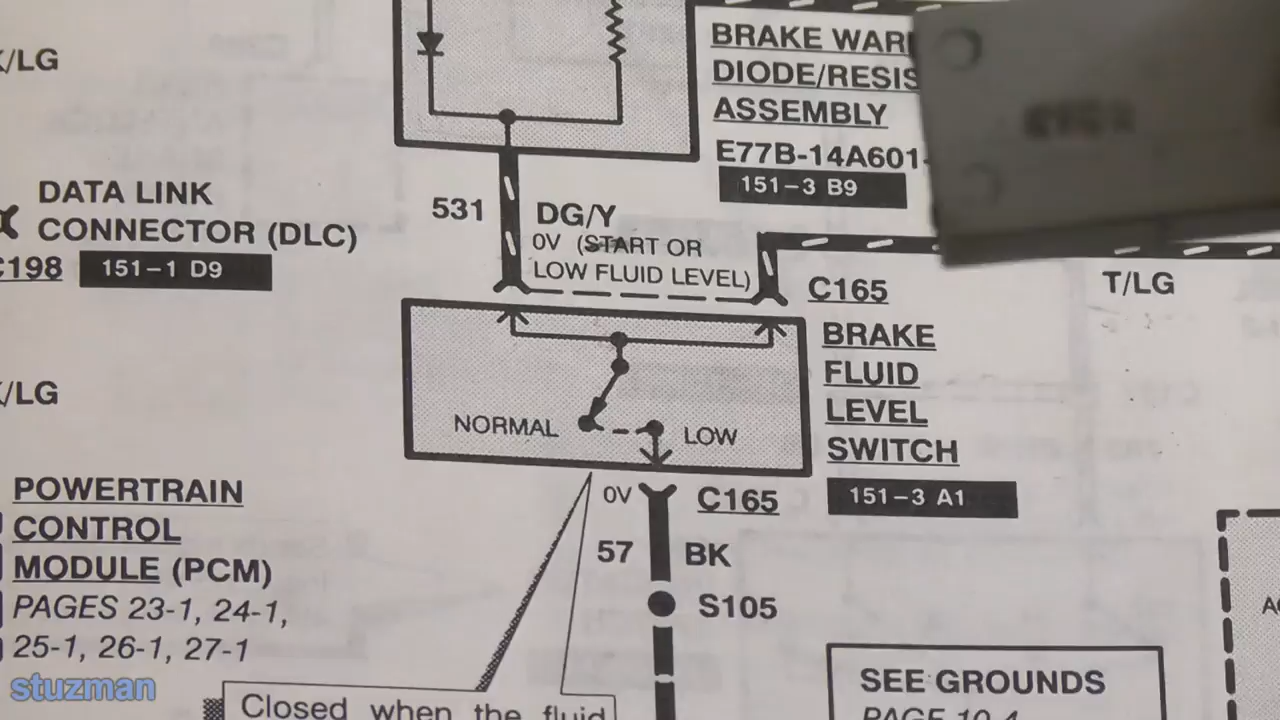 /LG
BRAKE WAR
DIODE/RESIS
ASSEMBLY
E77B-14A601-
151-3 B9
DATA LINK
CONNECTOR (DLC)
C198 151-1 D9
531
DG/Y
0V (START OR
LOW FLUID LEVEL)
C165
T/LG
BRAKE
FLUID
LEVEL
SWITCH
151-3 A1
/LG
NORMAL
LOW
0V
C165
57
BK
S105
POWERTRAIN
CONTROL
MODULE (PCM)
PAGES 23-1, 24-1,
25-1, 26-1, 27-1
stuzman
Closed when the fluid
SEE GROUNDS
PAGE 10-4